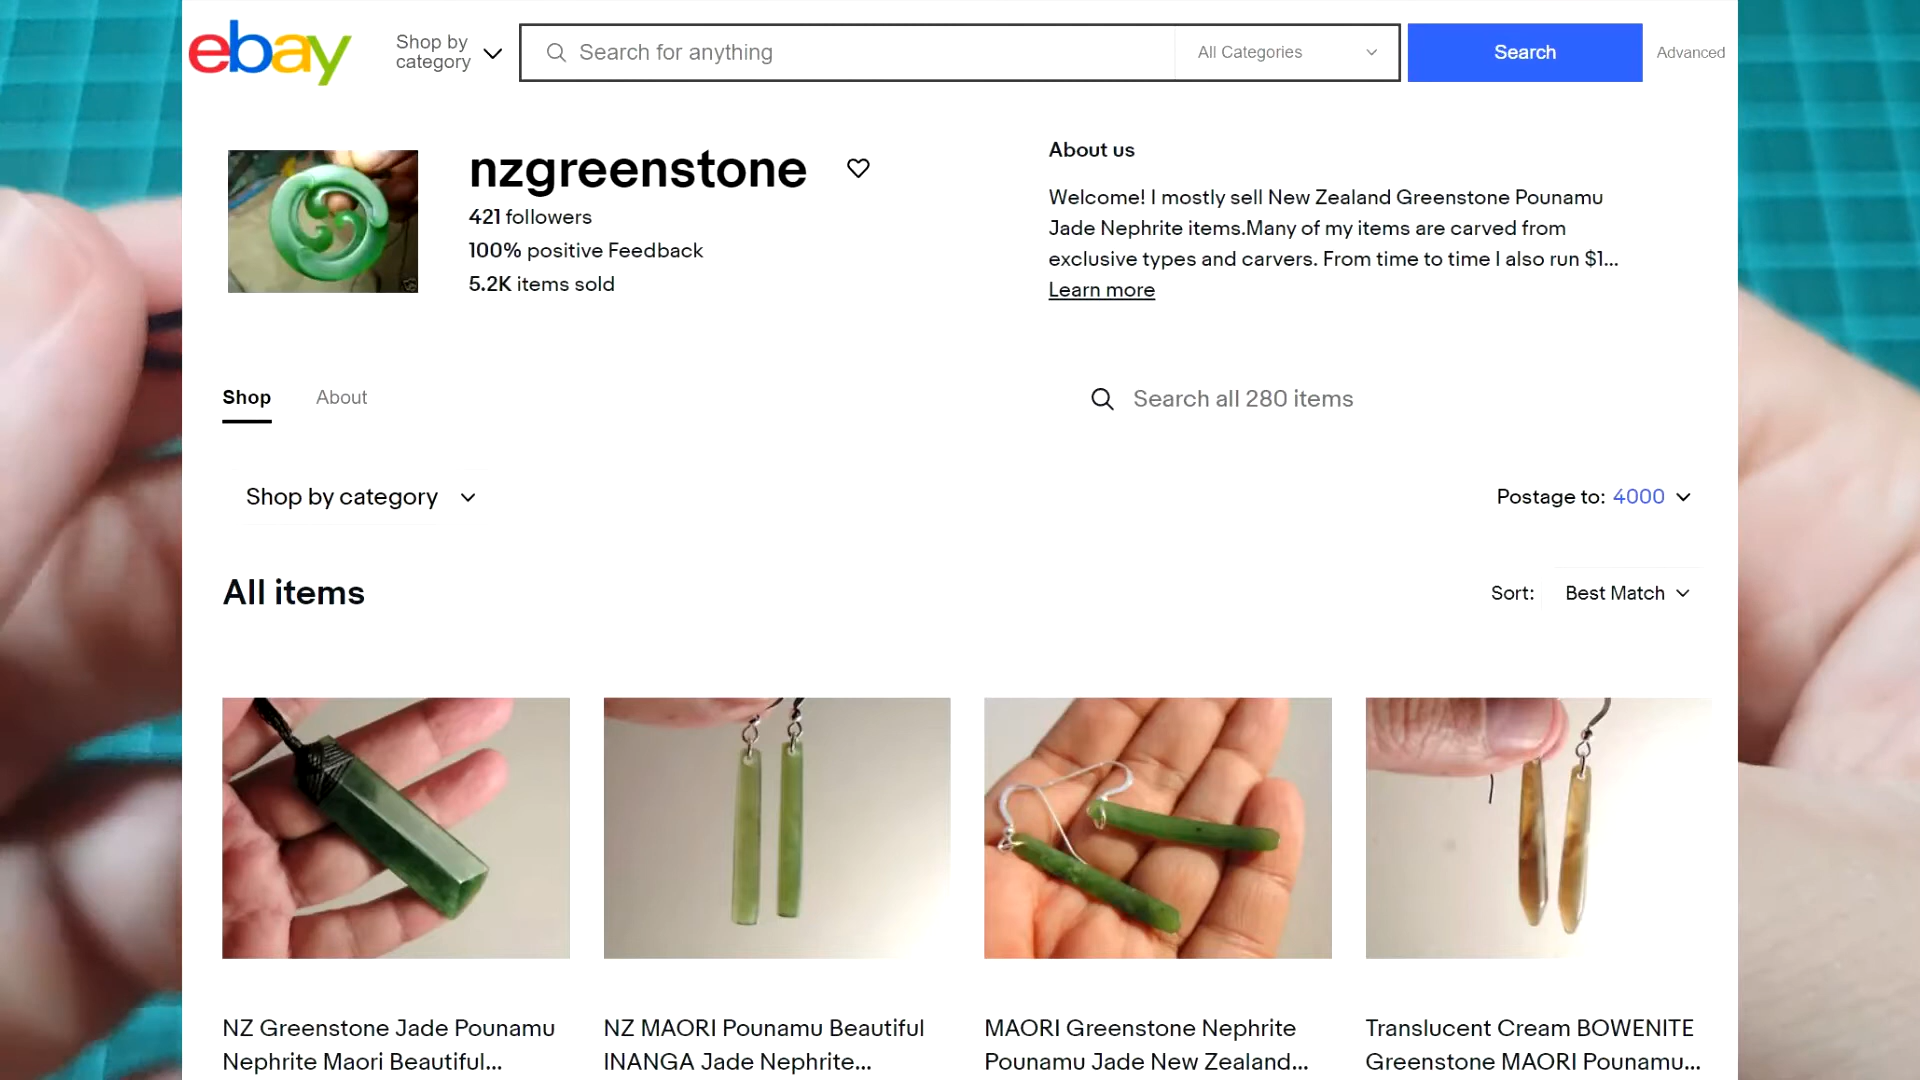 ebay
Shop by
category
Search for anything
All Categories
Search
Advanced
nzgreenstone
421 followers
100% positive Feedback
5.2K items sold
About us
Welcome! I mostly sell New Zealand Greenstone Pounamu
Jade Nephrite items.Many of my items are carved from
exclusive types and carvers. From time to time I also run $1...
Learn more
Shop
About
Search all 280 items
Shop by category
Postage to: 4000
All items
Sort: Best Match
NZ Greenstone Jade Pounamu
Nephrite Maori Beautiful...
NZ MAORI Pounamu Beautiful
INANGA Jade Nephrite...
MAORI Greenstone Nephrite
Pounamu Jade New Zealand...
Translucent Cream BOWENITE
Greenstone MAORI Pounamu...